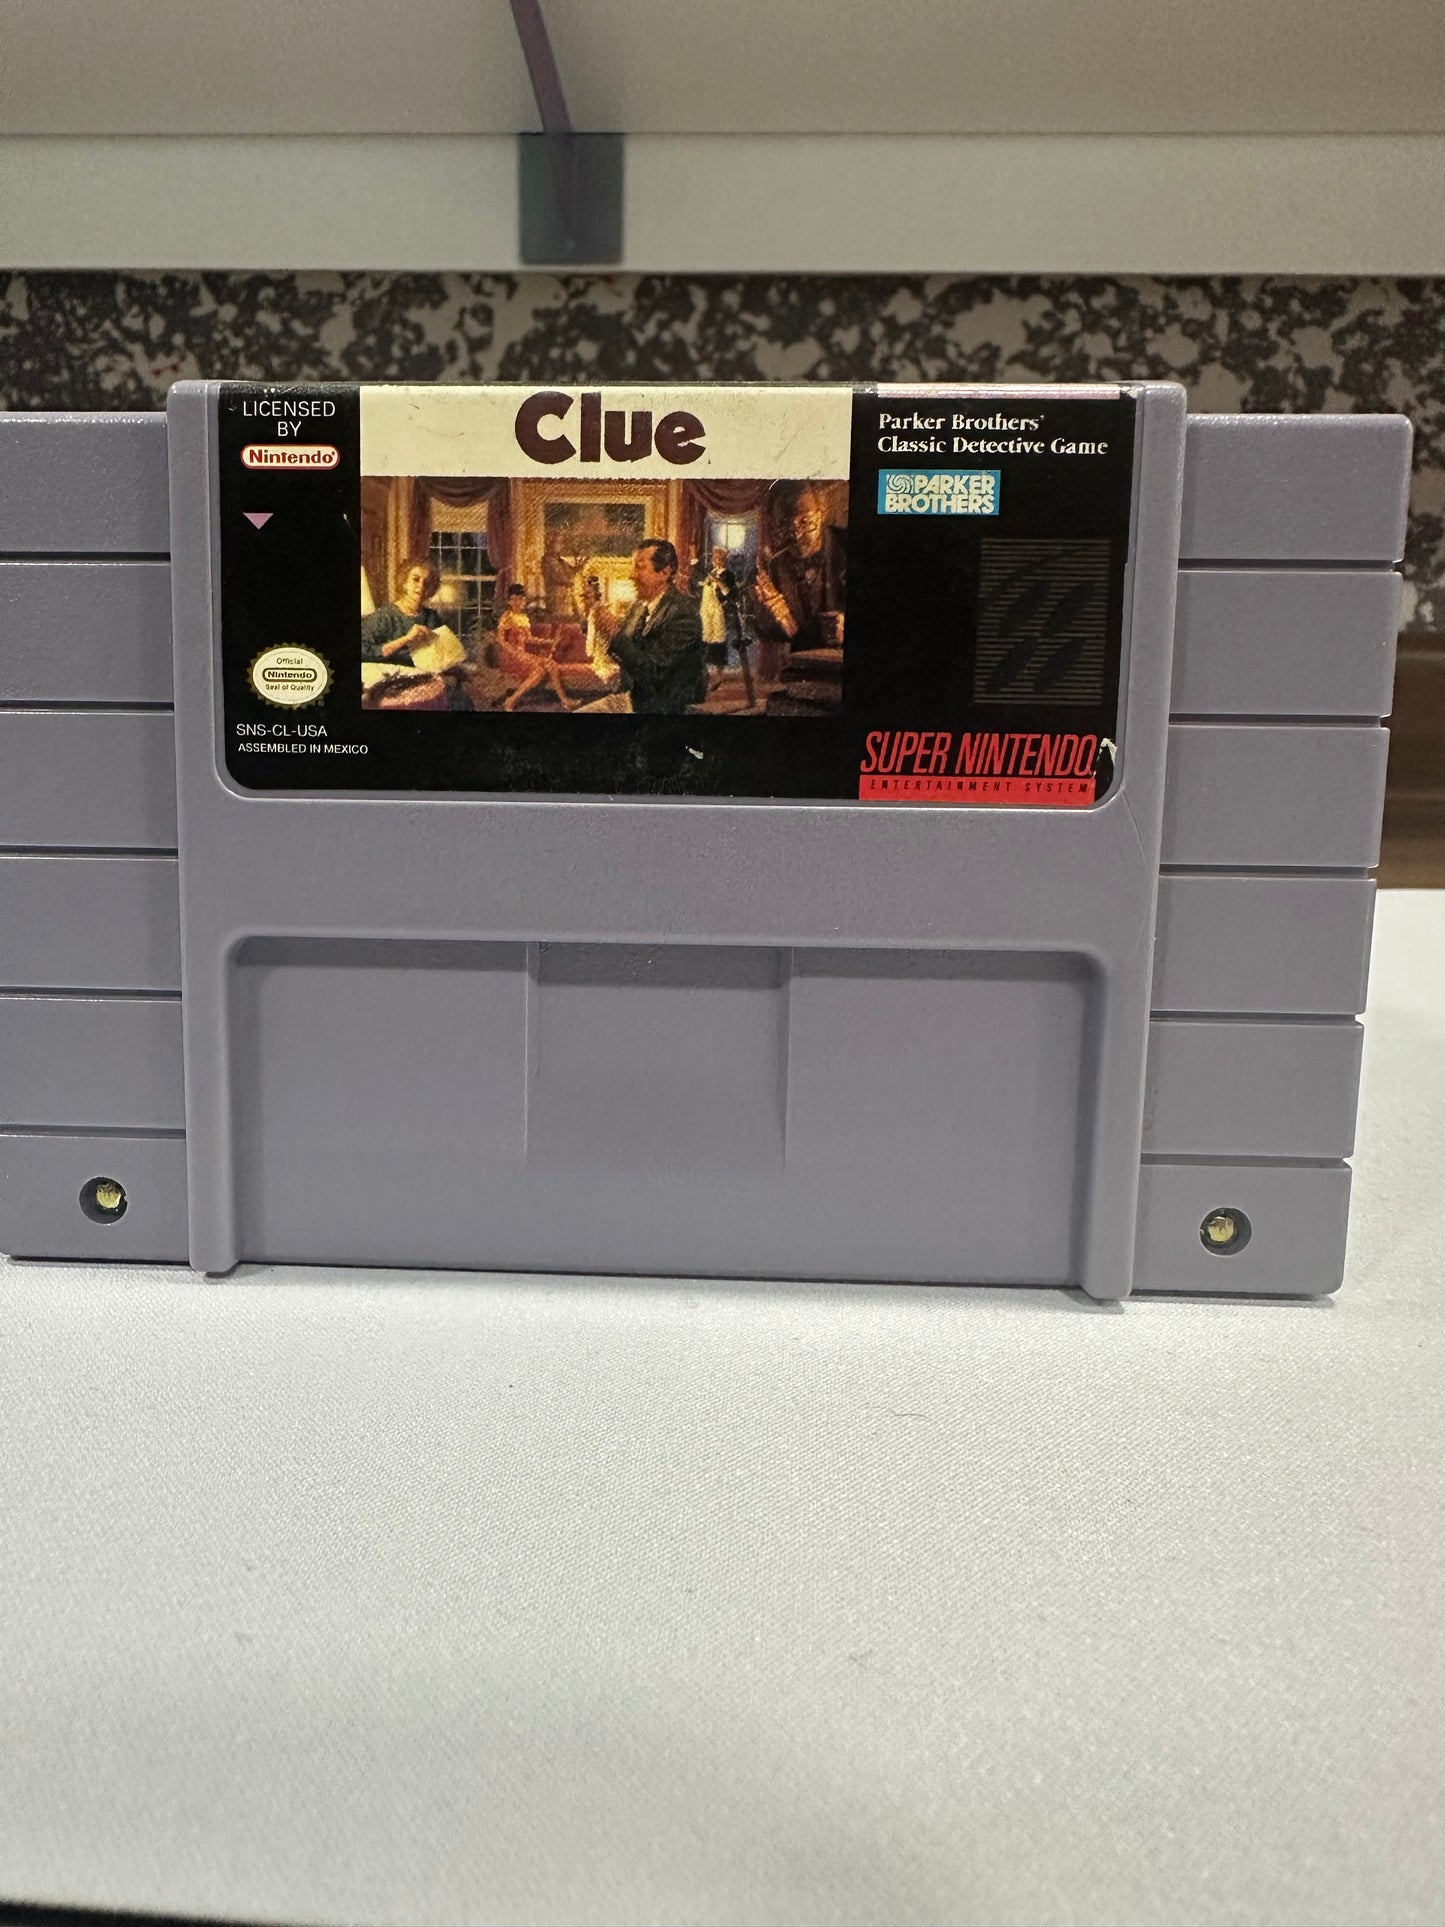 LICENSED
BY
Nintendo®
Clue
Parker Brothers'
Classic Detective Game
PARKER
BROTHERS
Official
Nintendo
Seal of Quality
SNS-CL-USA
ASSEMBLED IN MEXICO
SUPER NINTENDO
ENTERTAINMENT SYSTEM